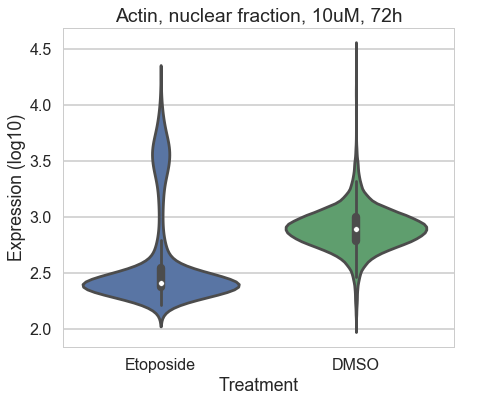 Actin, nuclear fraction, 10uM, 72h
4.5
4.0
3.5
3.0
2.5
2.0
Expression (log10)
Etoposide DMSO
Treatment